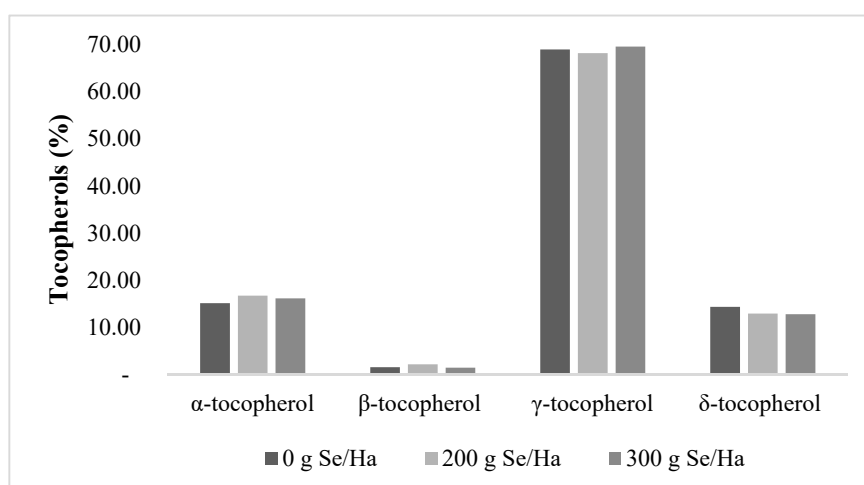 Tocopherols (%)
70.00
60.00
50.00
40.00
30.00
20.00
10.00
-
α-tocopherol β-tocopherol γ-tocopherol δ-tocopherol
0 g Se/Ha 200 g Se/Ha 300 g Se/Ha